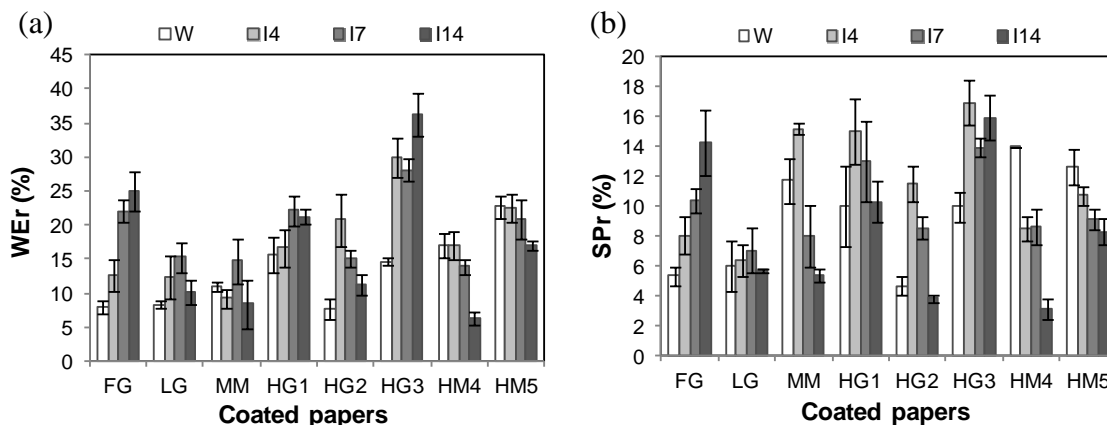 (a)
W I4 I7 I14
45
40
35
30
25
20
15
10
5
0
WEr (%)
FG LG MM HG1 HG2 HG3 HM4 HM5
Coated papers
(b)
W I4 I7 I14
20
18
16
14
12
10
8
6
4
2
0
SPr (%)
FG LG MM HG1 HG2 HG3 HM4 HM5
Coated papers